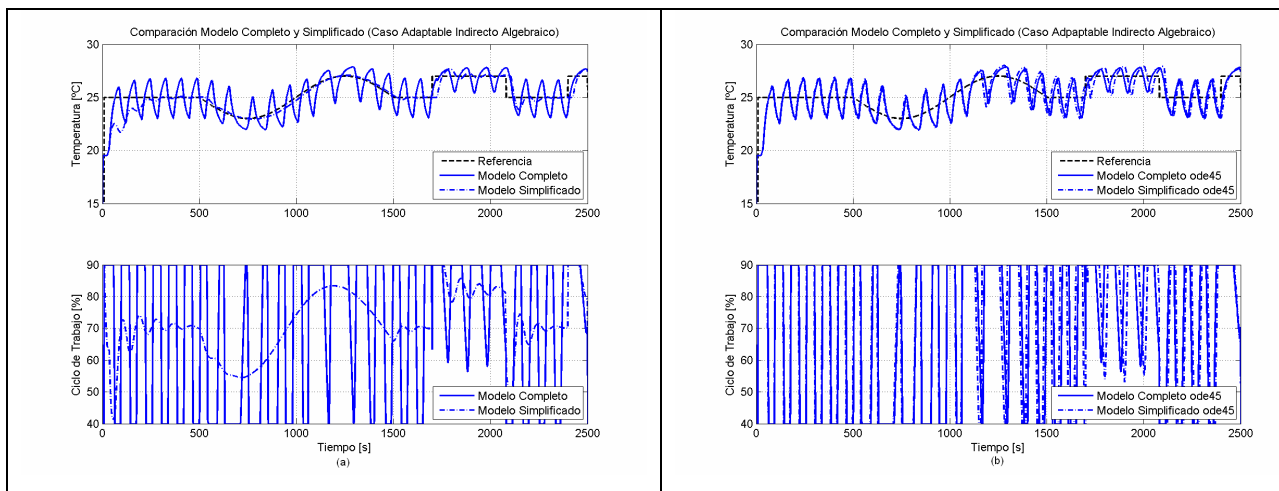 Comparación Modelo Completo y Simplificado (Caso Adaptable Indirecto Algebraico)
30
25
20
15
Temperatura [ºC]
0
500
1000
1500
2000
2500
Referencia
Modelo Completo
Modelo Simplificado
90
80
70
60
50
40
Ciclo de Trabajo [%]
Modelo Completo
Modelo Simplificado
0
500
1000
1500
2000
2500
Tiempo [s]
(a)
Comparación Modelo Completo y Simplificado (Caso Adpaptable Indirecto Algebraico)
30
25
20
15
Temperatura [ºC]
0
500
1000
1500
2000
2500
Referencia
Modelo Completo ode45
Modelo Simplificado ode45
90
80
70
60
50
40
Ciclo de Trabajo [%]
Modelo Completo ode45
Modelo Simplificado ode45
0
500
1000
1500
2000
2500
Tiempo [s]
(b)